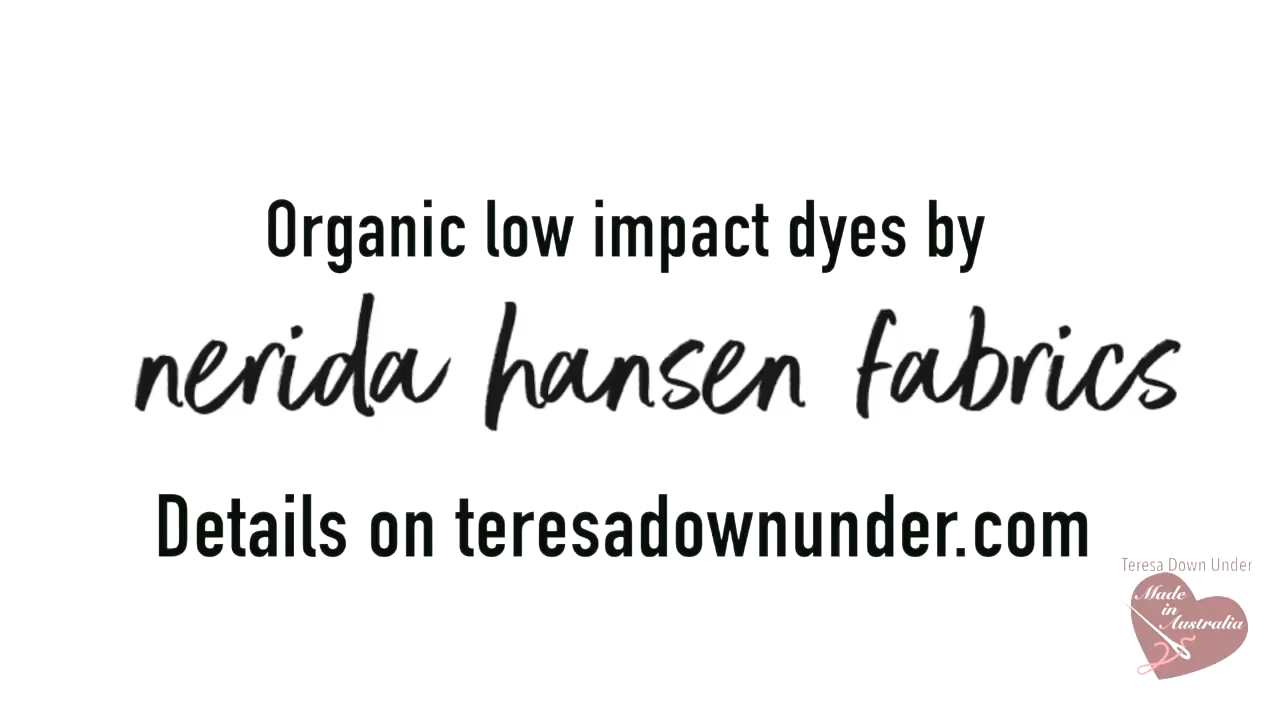 Organic low impact dyes by
nerida hansen fabrics
Details on teresadownunder.com
Teresa Down Under
Made
in
Australia